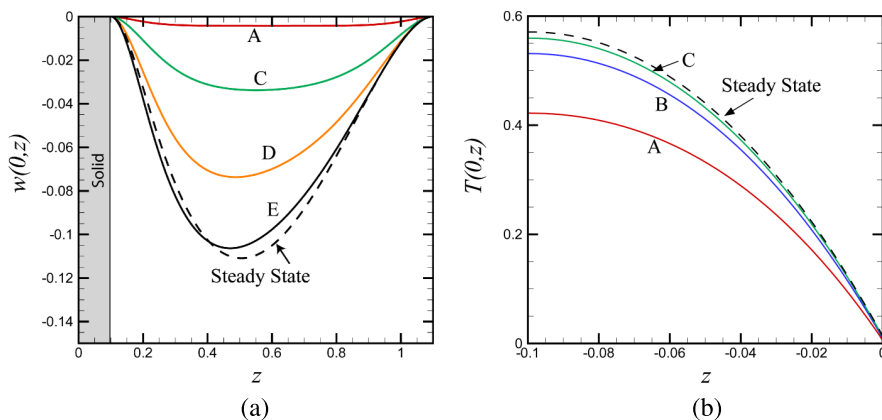 0
-0.02
-0.04
-0.06
-0.08
-0.1
-0.12
-0.14
w(0,z)
Solid
A
C
D
E
Steady State
0 0.2 0.4 0.6 0.8 1
z
(a)
0.6
0.4
0.2
0
T(0,z)
C
Steady State
B
A
-0.1 -0.08 -0.06 -0.04 -0.02 0
z
(b)